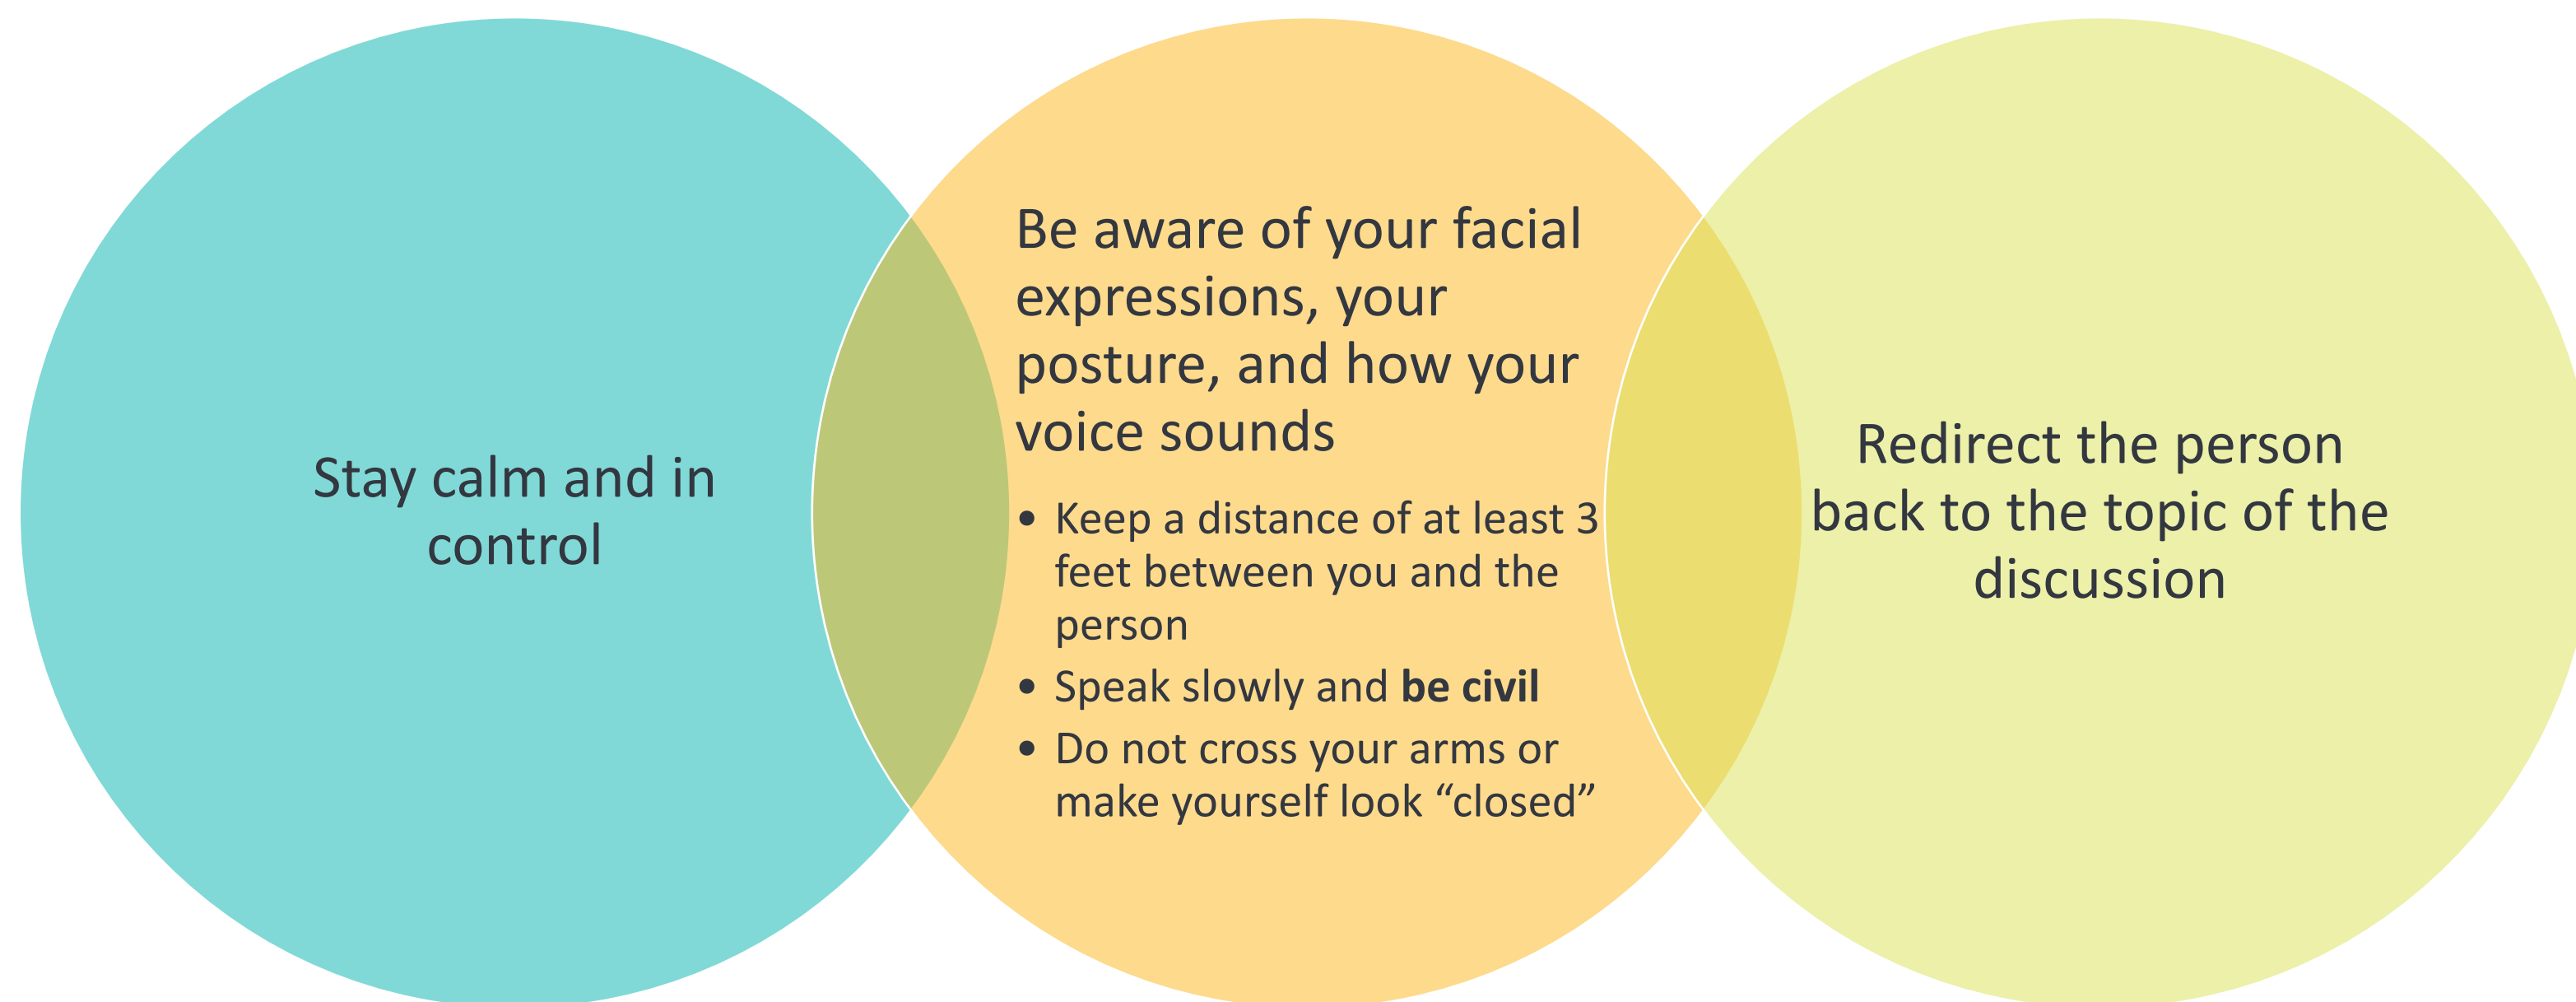 Stay calm and in
control
Be aware of your facial
expressions, your
posture, and how your
voice sounds
• Keep a distance of at least 3
feet between you and the
person
• Speak slowly and be civil
• Do not cross your arms or
make yourself look “closed”
Redirect the person
back to the topic of the
discussion